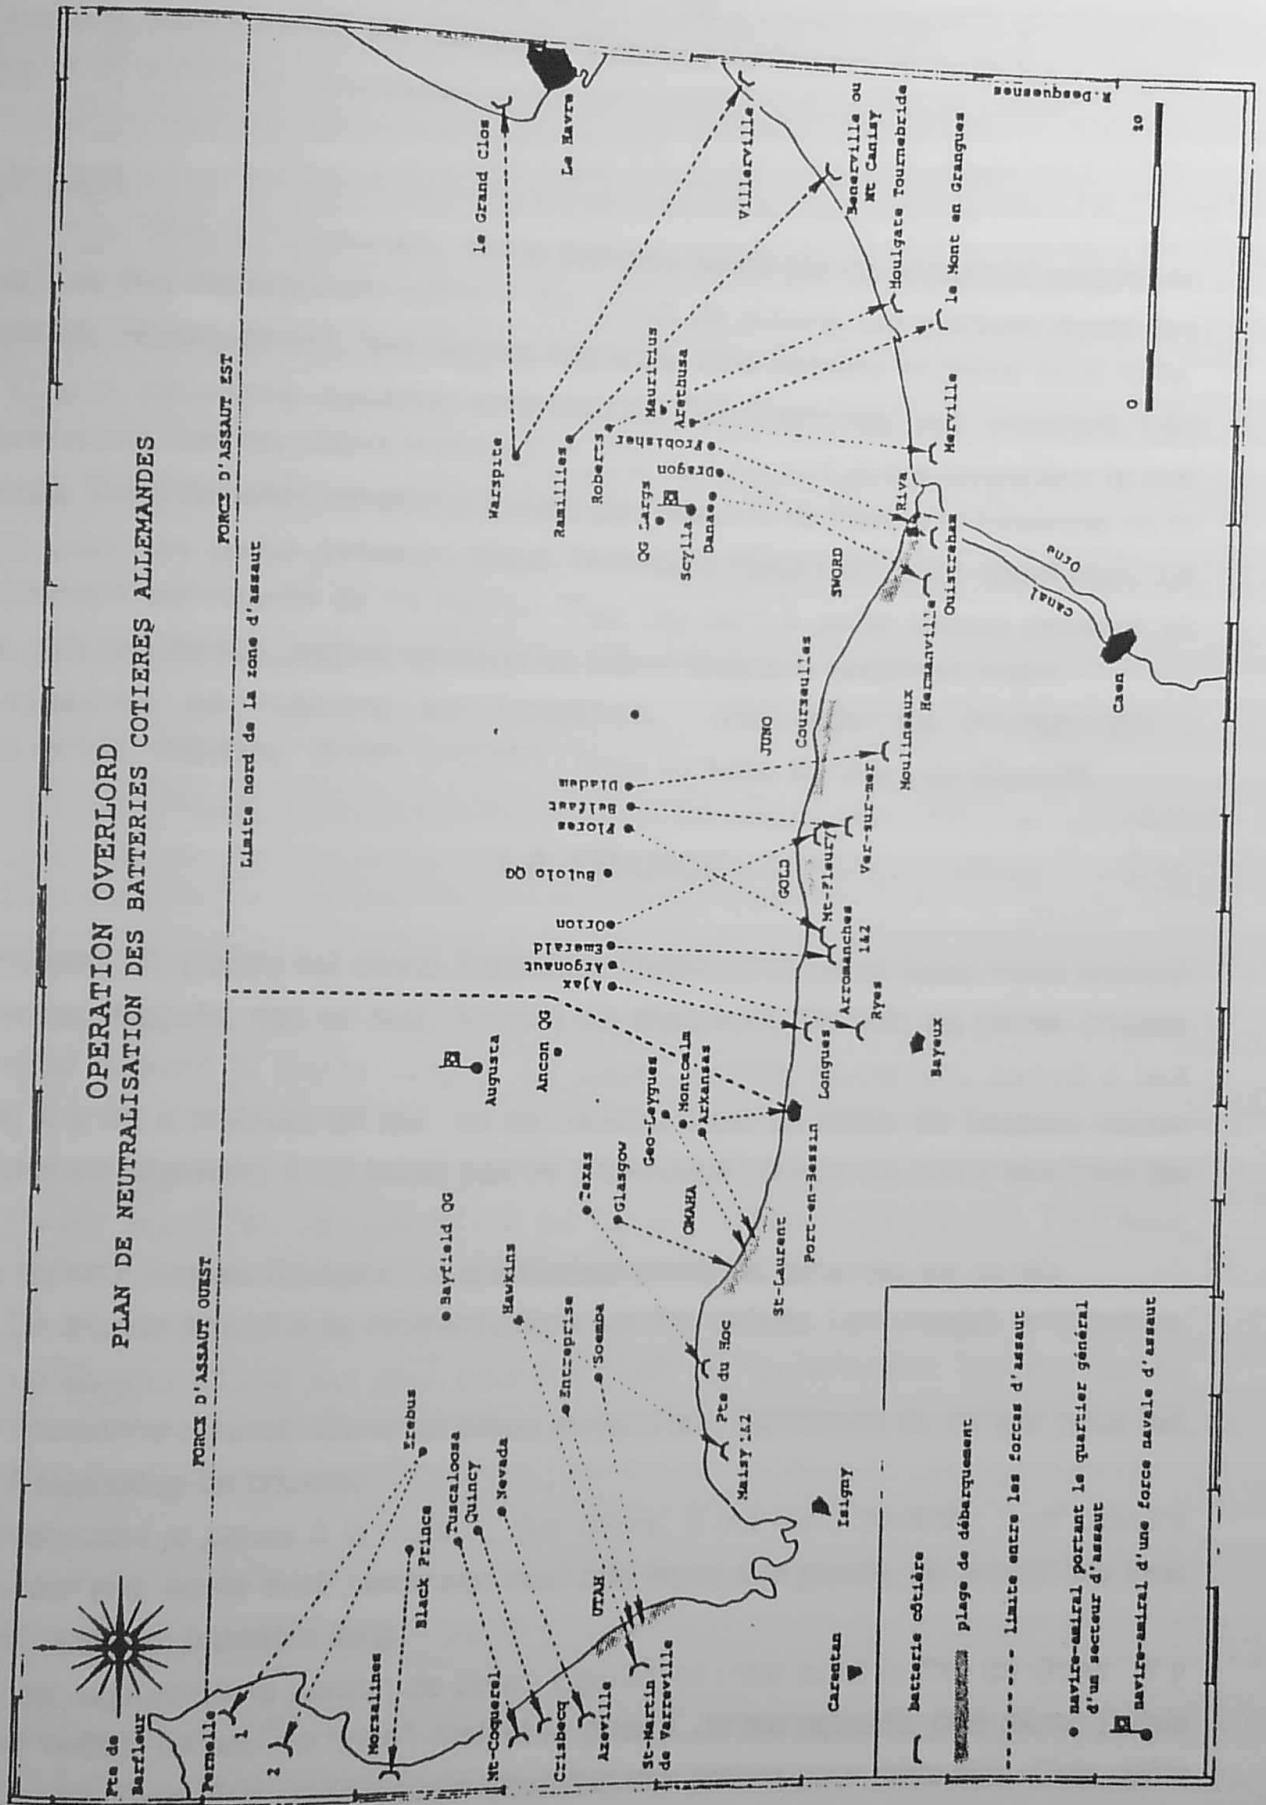 OPERATION OVERLORD
PLAN DE NEUTRALISATION DES BATTERIES COTIERES ALLEMANDES
FORCE D'ASSAUT OUEST
FORCE D'ASSAUT EST
Limite nord de la zone d'assaut
Pte de
Barfleur
Pernelle
1
2
Morsalines
Mt-Coquerel
Crisbecq
Azeville
St-Martin
de Varreville
Erebus
Black Prince
Tuscaloosa
Quincy
Nevada
Bayfield QG
Hawkins
Entreprise
Soemba
UTAH
Carentan
Isigny
Maisy 1&2
Pte du Hoc
Augusta
Ancon QG
Texas
Glasgow
Geo-Leygues
Montcalm
Arkansas
OMAHA
St-Laurent
Port-en-Bessin
Ajax
Argonaut
Emerald
Orion
Bulolo QG
Flores
Belfast
Diadem
Longues
Ryes
Bayeux
Arromanches
1&2
GOLD
Mt-Fleury
Ver-sur-mer
Moulineaux
JUNO
Courseulles
Warspite
Ramillies
Roberts
Mauritius
Arethusa
Frobisher
Dragon
QG Largs
Scylla
Danae
SWORD
Hermanville
Ouistreham
Riva
Orne
canal
Caen
Merville
le Mont en Grangues
Houlgate Tournebride
Benerville ou
Mt Canisy
Villerville
Le Havre
le Grand Clos
batterie côtière
plage de débarquement
limite entre les forces d'assaut
navire-amiral portant le quartier général
d'un secteur d'assaut
navire-amiral d'une force navale d'assaut
0
10
R.Desquesnes